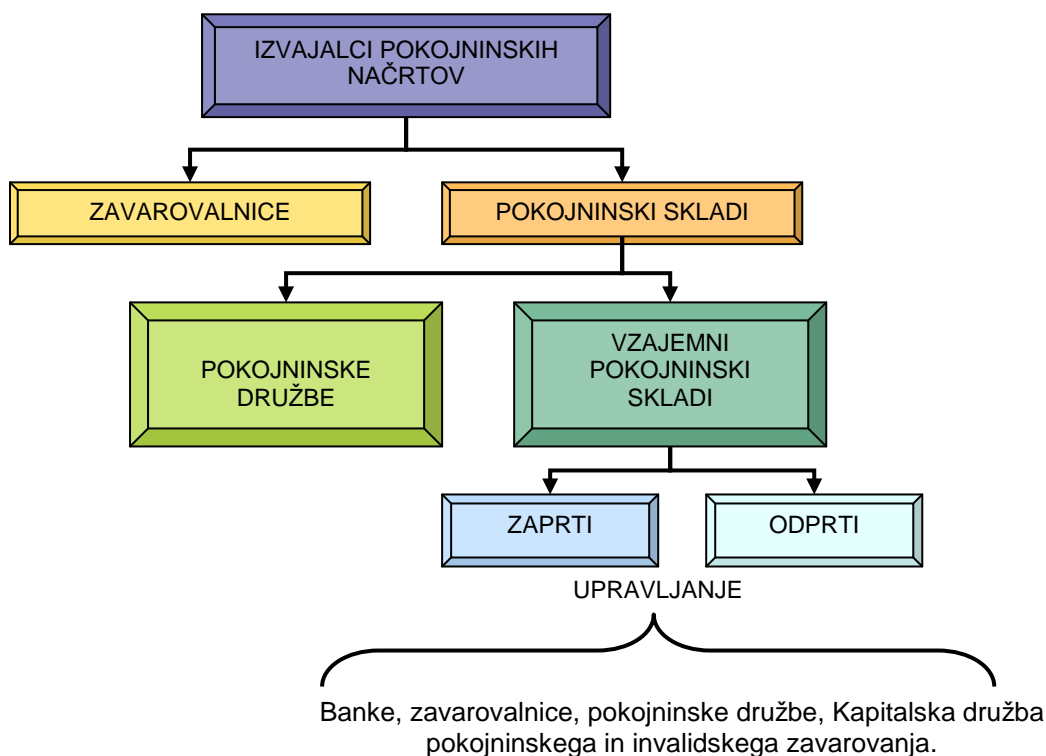 IZVAJALCI POKOJNINSKIH
NAČRTOV
ZAVAROVALNICE
POKOJNINSKI SKLADI
POKOJNINSKE
DRUŽBE
VZAJEMNI
POKOJNINSKI
SKLADI
ZAPRTI
ODPRTI
UPRAVLJANJE
Banke, zavarovalnice, pokojninske družbe, Kapitalska družba
pokojninskega in invalidskega zavarovanja.